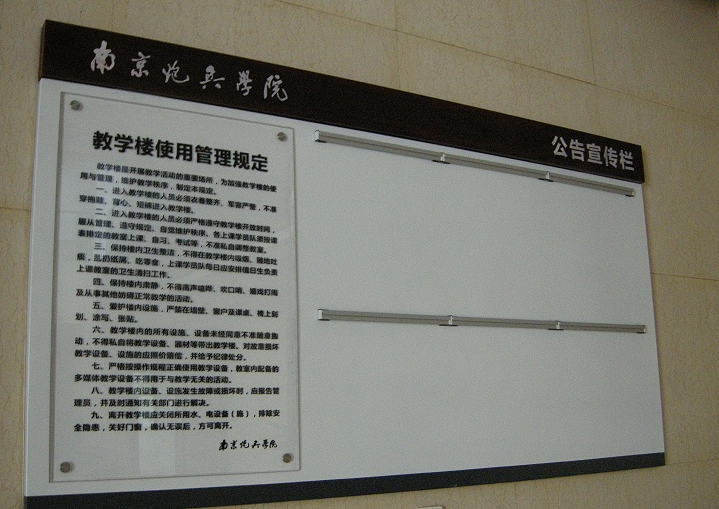 南京炮兵學院
公告宣传栏
教学楼使用管理规定
教学楼是开展教学活动的重要场所，为加强教学楼的使
用与管理，维护教学秩序，制定本规定。
一、进入教学楼的人员必须衣着整齐、军容严整，不准
穿拖鞋、背心、短裤进入教学楼。
二、进入教学楼的人员必须严格遵守教学楼开放时间，
服从管理、遵守规定、自觉维护秩序。各上课学员队须按课
表排定的教室上课、自习、考试等，不准私自调整教室。
三、保持楼内卫生整洁，不得在教学楼内吸烟、随地吐
痰，乱扔纸屑、吃零食，上课学员队每日应安排值日生负责
上课教室的卫生清扫工作。
四、保持楼内肃静，不得高声喧哗、吹口哨、嬉戏打闹
及从事其他妨碍正常教学的活动。
五、爱护楼内设施，严禁在墙壁、窗户及课桌、椅上刻
划、涂写、张贴。
六、教学楼内的所有设施、设备未经同意不准随意搬
动，不得私自将教学设备、器材等带出教学楼。对故意损坏
教学设备、设施的应照价赔偿，并给予纪律处分。
七、严格按操作规程正确使用教学设备，教室内配备的
多媒体教学设备不得用于与教学无关的活动。
八、教学楼内设备、设施发生故障或损坏时，应报告管
理员，并及时通知有关部门进行解决。
九、离开教学楼应关闭所用水、电设备（施），排除安
全隐患，关好门窗，确认无误后，方可离开。
南京炮兵學院